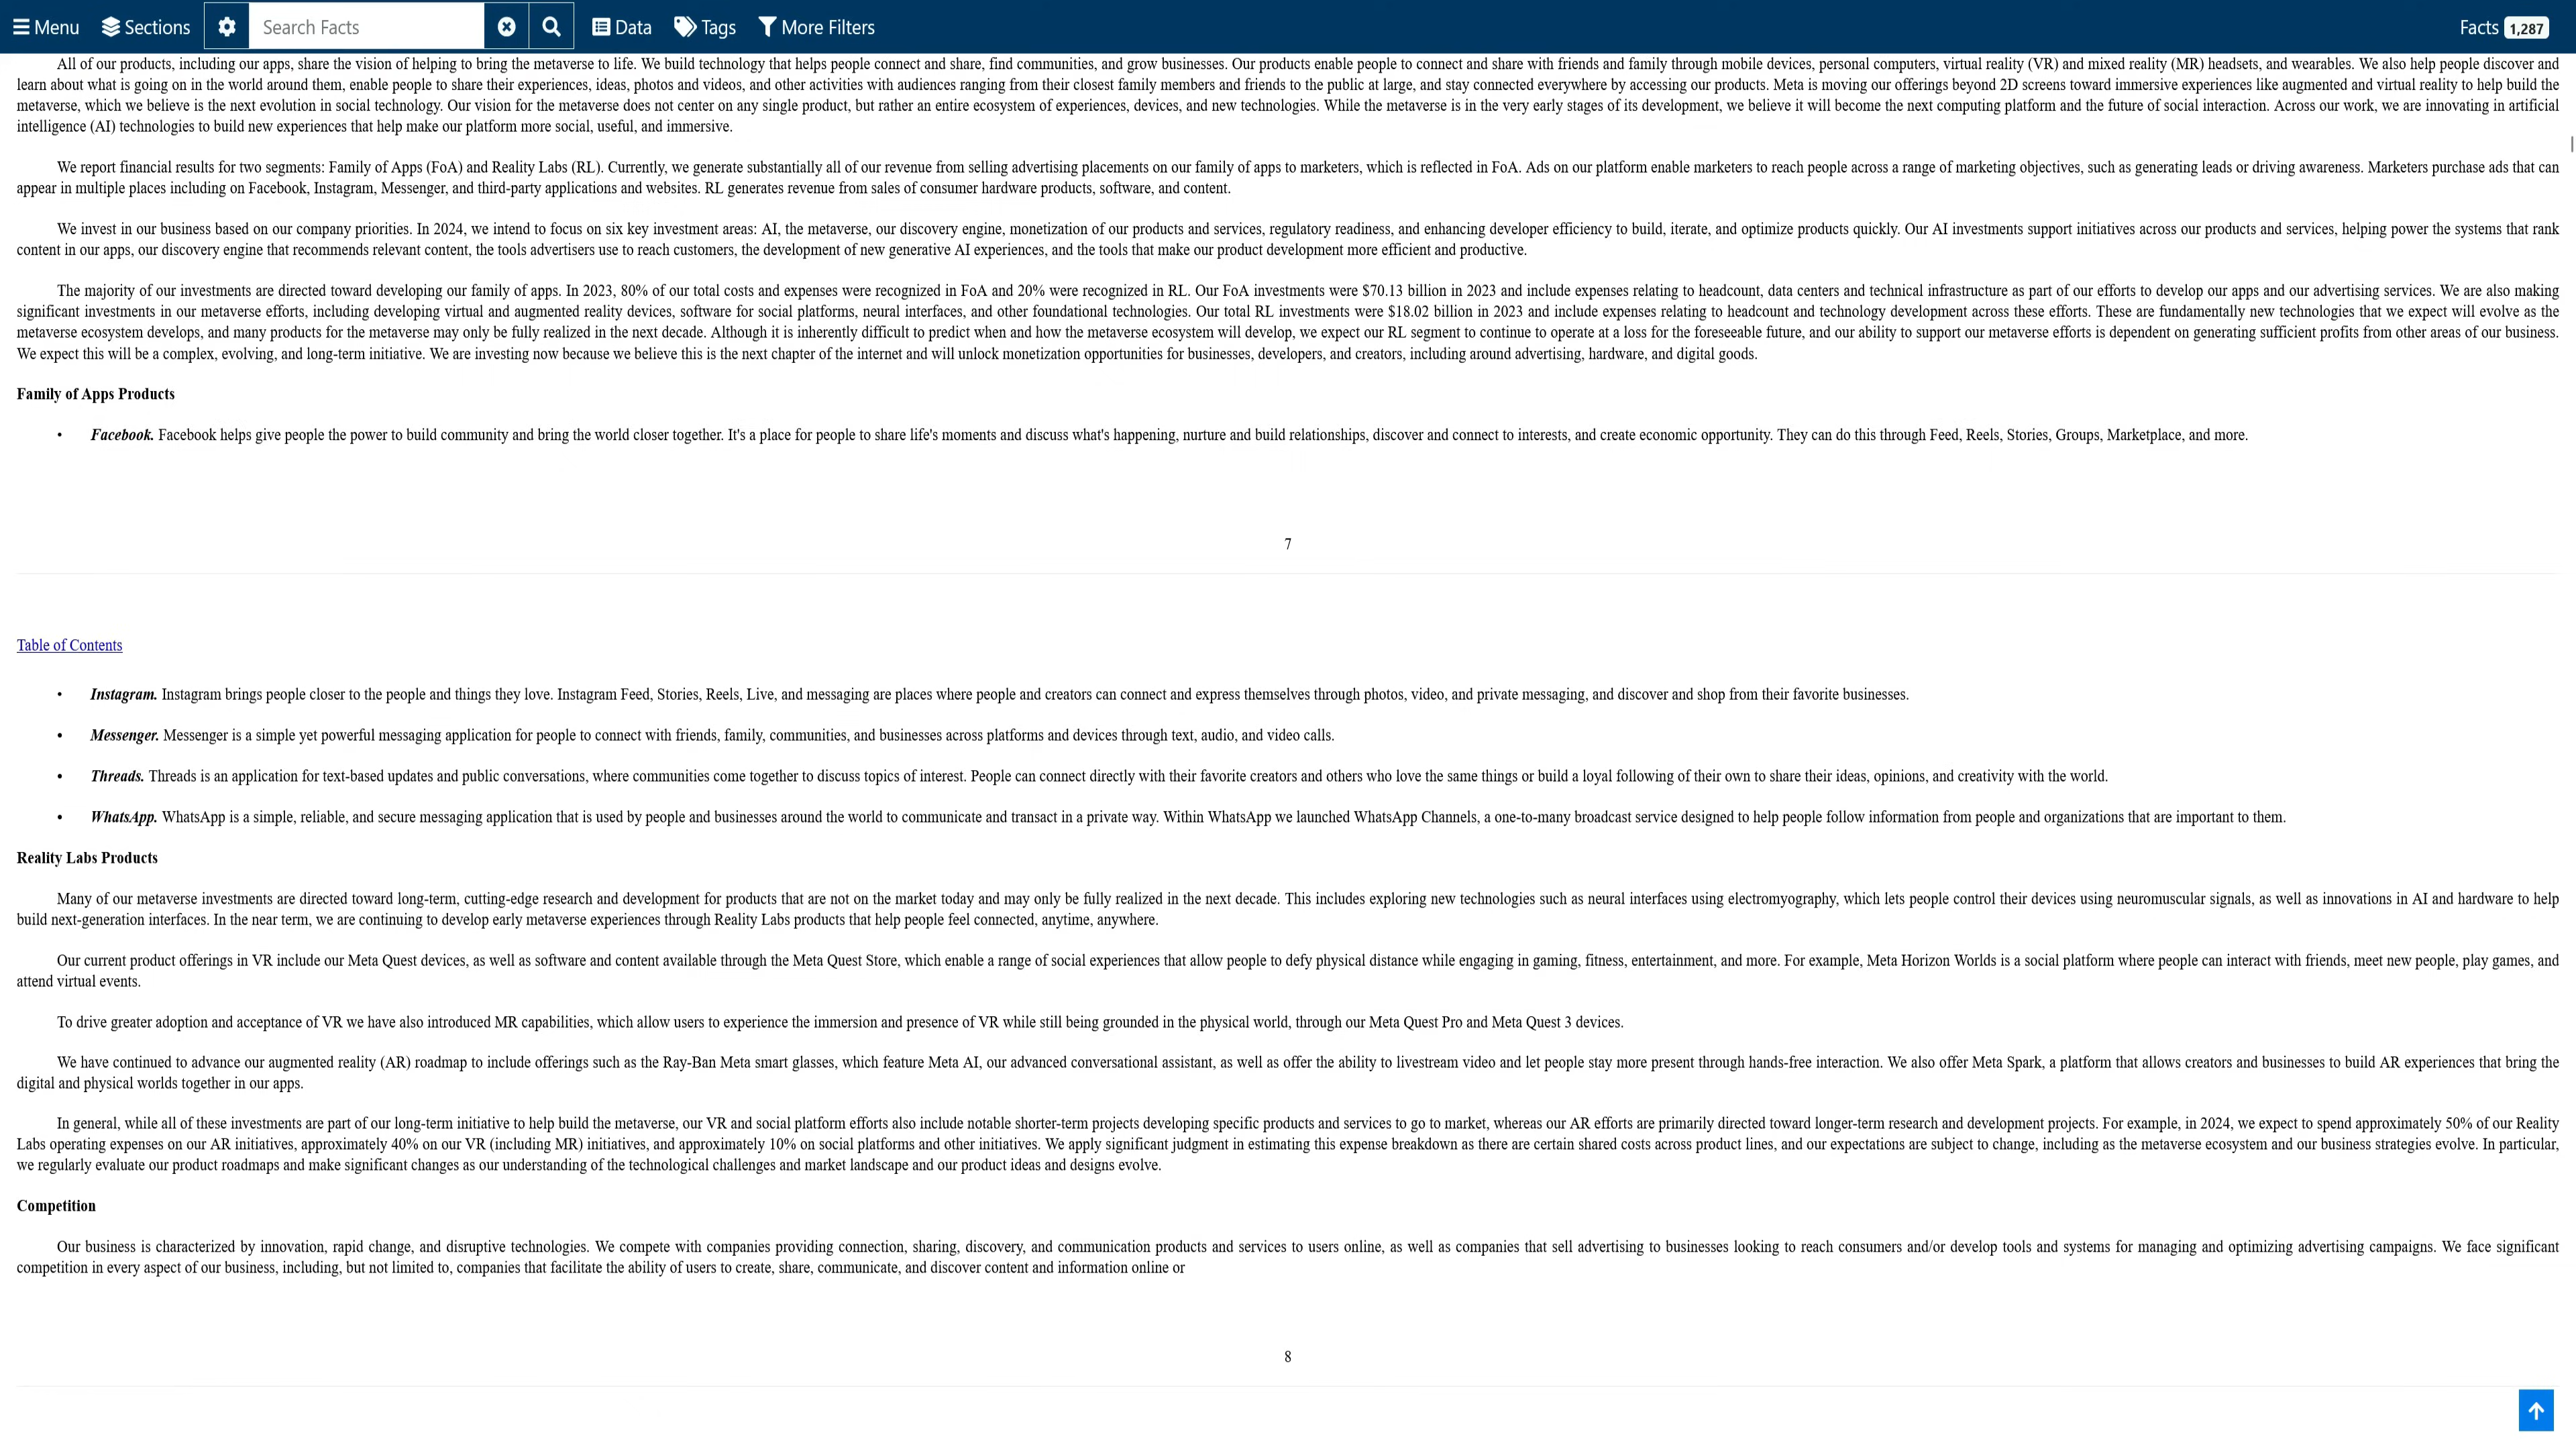 Menu Sections Search Facts Data Tags More Filters Facts 1,287
All of our products, including our apps, share the vision of helping to bring the metaverse to life. We build technology that helps people connect and share, find communities, and grow businesses. Our products enable people to connect and share with friends and family through mobile devices, personal computers, virtual reality (VR) and mixed reality (MR) headsets, and wearables. We also help people discover and
learn about what is going on in the world around them, enable people to share their experiences, ideas, photos and videos, and other activities with audiences ranging from their closest family members and friends to the public at large, and stay connected everywhere by accessing our products. Meta is moving our offerings beyond 2D screens toward immersive experiences like augmented and virtual reality to help build the
metaverse, which we believe is the next evolution in social technology. Our vision for the metaverse does not center on any single product, but rather an entire ecosystem of experiences, devices, and new technologies. While the metaverse is in the very early stages of its development, we believe it will become the next computing platform and the future of social interaction. Across our work, we are innovating in artificial
intelligence (AI) technologies to build new experiences that help make our platform more social, useful, and immersive.
We report financial results for two segments: Family of Apps (FoA) and Reality Labs (RL). Currently, we generate substantially all of our revenue from selling advertising placements on our family of apps to marketers, which is reflected in FoA. Ads on our platform enable marketers to reach people across a range of marketing objectives, such as generating leads or driving awareness. Marketers purchase ads that can
appear in multiple places including on Facebook, Instagram, Messenger, and third-party applications and websites. RL generates revenue from sales of consumer hardware products, software, and content.
We invest in our business based on our company priorities. In 2024, we intend to focus on six key investment areas: AI, the metaverse, our discovery engine, monetization of our products and services, regulatory readiness, and enhancing developer efficiency to build, iterate, and optimize products quickly. Our AI investments support initiatives across our products and services, helping power the systems that rank
content in our apps, our discovery engine that recommends relevant content, the tools advertisers use to reach customers, the development of new generative AI experiences, and the tools that make our product development more efficient and productive.
The majority of our investments are directed toward developing our family of apps. In 2023, 80% of our total costs and expenses were recognized in FoA and 20% were recognized in RL. Our FoA investments were $70.13 billion in 2023 and include expenses relating to headcount, data centers and technical infrastructure as part of our efforts to develop our apps and our advertising services. We are also making
significant investments in our metaverse efforts, including developing virtual and augmented reality devices, software for social platforms, neural interfaces, and other foundational technologies. Our total RL investments were $18.02 billion in 2023 and include expenses relating to headcount and technology development across these efforts. These are fundamentally new technologies that we expect will evolve as the
metaverse ecosystem develops, and many products for the metaverse may only be fully realized in the next decade. Although it is inherently difficult to predict when and how the metaverse ecosystem will develop, we expect our RL segment to continue to operate at a loss for the foreseeable future, and our ability to support our metaverse efforts is dependent on generating sufficient profits from other areas of our business.
We expect this will be a complex, evolving, and long-term initiative. We are investing now because we believe this is the next chapter of the internet and will unlock monetization opportunities for businesses, developers, and creators, including around advertising, hardware, and digital goods.
Family of Apps Products
• Facebook. Facebook helps give people the power to build community and bring the world closer together. It's a place for people to share life's moments and discuss what's happening, nurture and build relationships, discover and connect to interests, and create economic opportunity. They can do this through Feed, Reels, Stories, Groups, Marketplace, and more.
7
Table of Contents
• Instagram. Instagram brings people closer to the people and things they love. Instagram Feed, Stories, Reels, Live, and messaging are places where people and creators can connect and express themselves through photos, video, and private messaging, and discover and shop from their favorite businesses.
• Messenger. Messenger is a simple yet powerful messaging application for people to connect with friends, family, communities, and businesses across platforms and devices through text, audio, and video calls.
• Threads. Threads is an application for text-based updates and public conversations, where communities come together to discuss topics of interest. People can connect directly with their favorite creators and others who love the same things or build a loyal following of their own to share their ideas, opinions, and creativity with the world.
• WhatsApp. WhatsApp is a simple, reliable, and secure messaging application that is used by people and businesses around the world to communicate and transact in a private way. Within WhatsApp we launched WhatsApp Channels, a one-to-many broadcast service designed to help people follow information from people and organizations that are important to them.
Reality Labs Products
Many of our metaverse investments are directed toward long-term, cutting-edge research and development for products that are not on the market today and may only be fully realized in the next decade. This includes exploring new technologies such as neural interfaces using electromyography, which lets people control their devices using neuromuscular signals, as well as innovations in AI and hardware to help
build next-generation interfaces. In the near term, we are continuing to develop early metaverse experiences through Reality Labs products that help people feel connected, anytime, anywhere.
Our current product offerings in VR include our Meta Quest devices, as well as software and content available through the Meta Quest Store, which enable a range of social experiences that allow people to defy physical distance while engaging in gaming, fitness, entertainment, and more. For example, Meta Horizon Worlds is a social platform where people can interact with friends, meet new people, play games, and
attend virtual events.
To drive greater adoption and acceptance of VR we have also introduced MR capabilities, which allow users to experience the immersion and presence of VR while still being grounded in the physical world, through our Meta Quest Pro and Meta Quest 3 devices.
We have continued to advance our augmented reality (AR) roadmap to include offerings such as the Ray-Ban Meta smart glasses, which feature Meta AI, our advanced conversational assistant, as well as offer the ability to livestream video and let people stay more present through hands-free interaction. We also offer Meta Spark, a platform that allows creators and businesses to build AR experiences that bring the
digital and physical worlds together in our apps.
In general, while all of these investments are part of our long-term initiative to help build the metaverse, our VR and social platform efforts also include notable shorter-term projects developing specific products and services to go to market, whereas our AR efforts are primarily directed toward longer-term research and development projects. For example, in 2024, we expect to spend approximately 50% of our Reality
Labs operating expenses on our AR initiatives, approximately 40% on our VR (including MR) initiatives, and approximately 10% on social platforms and other initiatives. We apply significant judgment in estimating this expense breakdown as there are certain shared costs across product lines, and our expectations are subject to change, including as the metaverse ecosystem and our business strategies evolve. In particular,
we regularly evaluate our product roadmaps and make significant changes as our understanding of the technological challenges and market landscape and our product ideas and designs evolve.
Competition
Our business is characterized by innovation, rapid change, and disruptive technologies. We compete with companies providing connection, sharing, discovery, and communication products and services to users online, as well as companies that sell advertising to businesses looking to reach consumers and/or develop tools and systems for managing and optimizing advertising campaigns. We face significant
competition in every aspect of our business, including, but not limited to, companies that facilitate the ability of users to create, share, communicate, and discover content and information online or
8